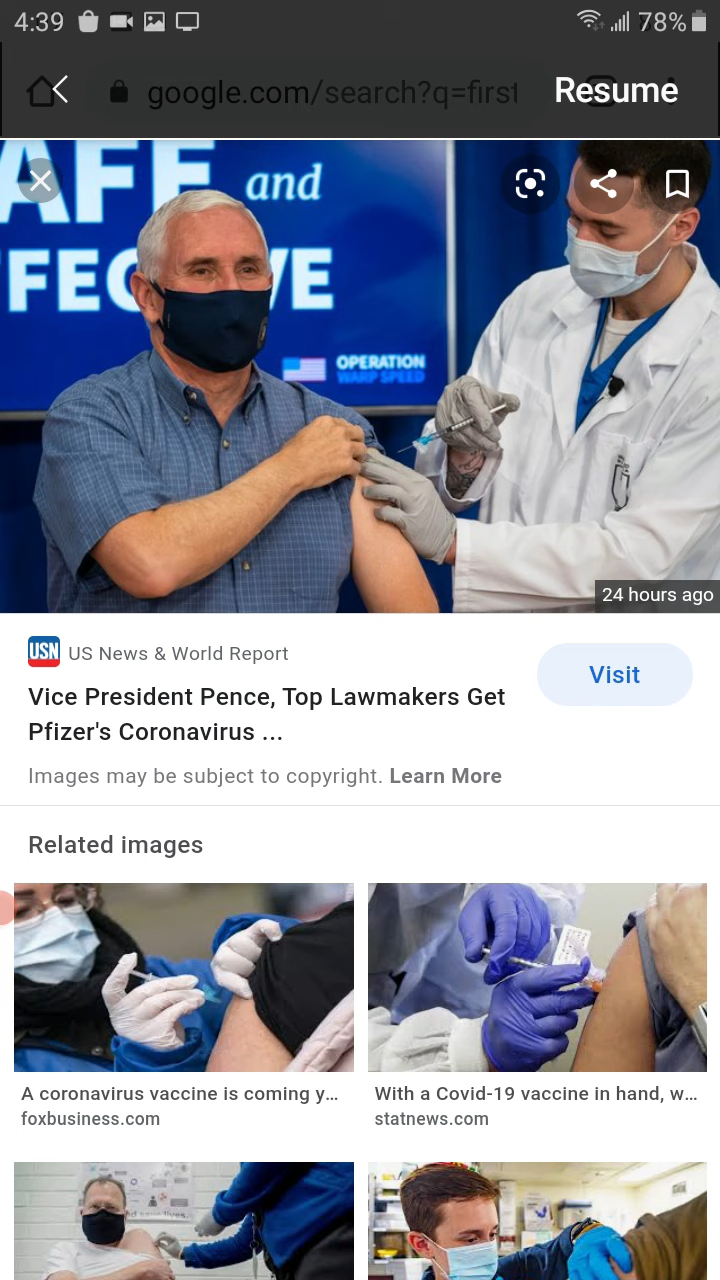 4:39
78%
google.com/search?q=first
Resume
AFE and
FFECTIVE
OPERATION
WARP SPEED
24 hours ago
USN US News & World Report
Visit
Vice President Pence, Top Lawmakers Get
Pfizer's Coronavirus ...
Images may be subject to copyright. Learn More
Related images
A coronavirus vaccine is coming y...
foxbusiness.com
With a Covid-19 vaccine in hand, w...
statnews.com